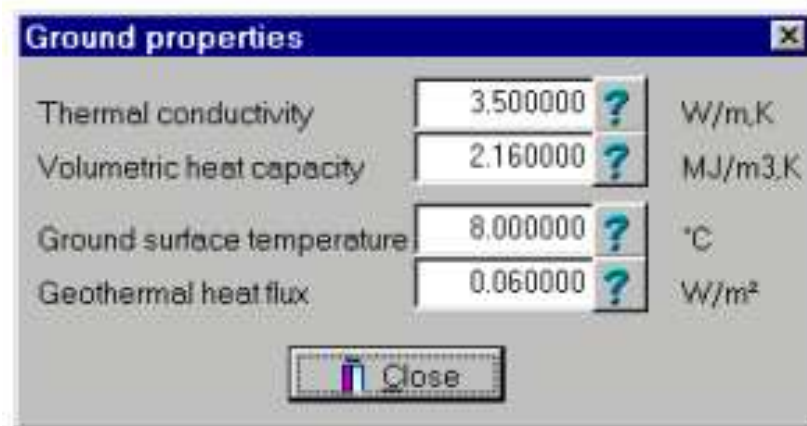 Ground properties
Thermal conductivity 3.500000 ? W/m,K
Volumetric heat capacity 2.160000 ? MJ/m3,K
Ground surface temperature 8.000000 ? °C
Geothermal heat flux 0.060000 ? W/m²
Close